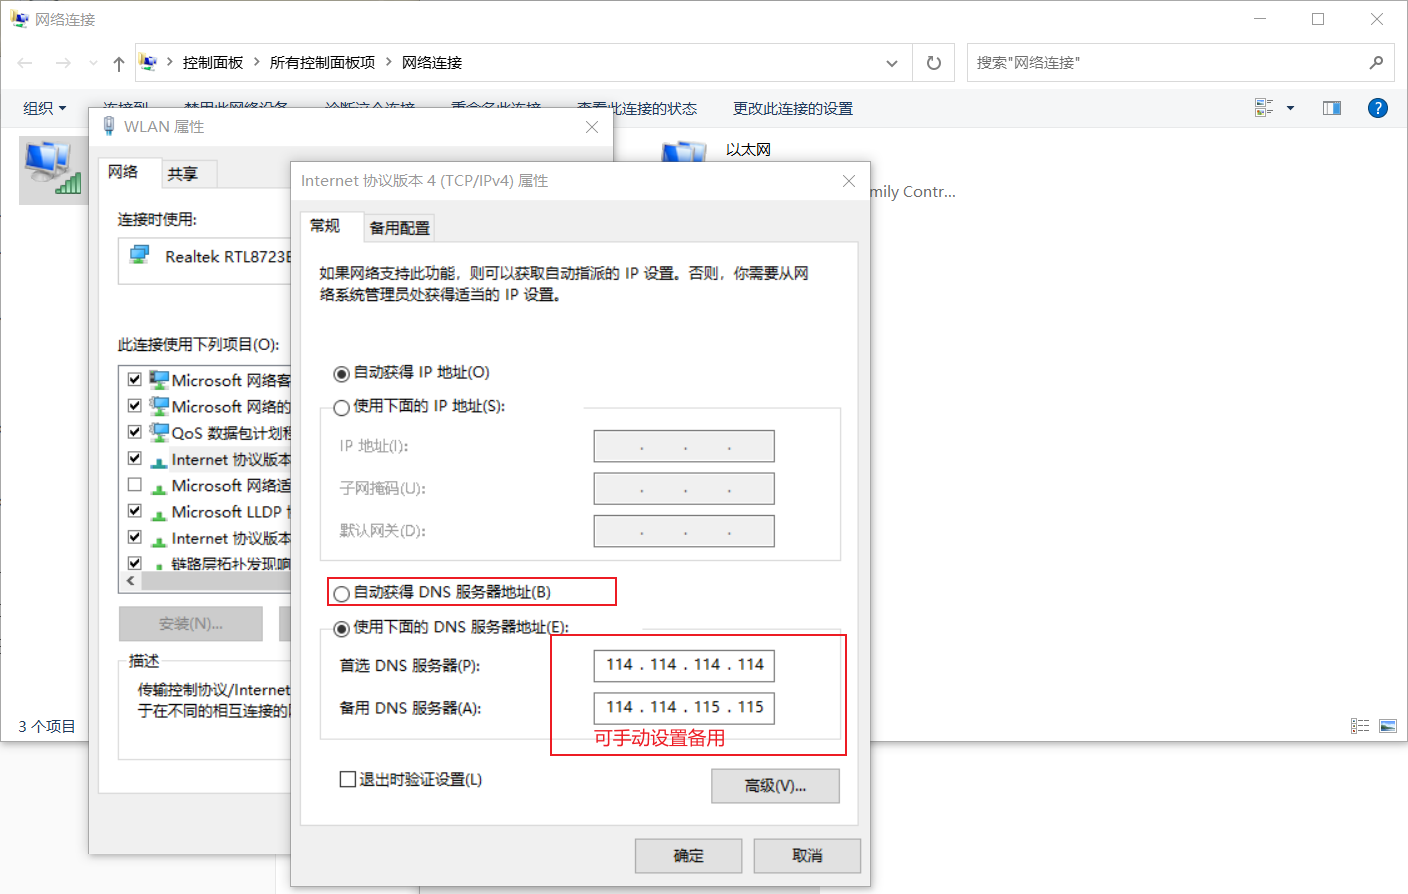 网络连接
控制面板 > 所有控制面板项 > 网络连接
搜索"网络连接"
组织
查看此连接的状态
更改此连接的设置
WLAN 属性
网络
共享
连接时使用:
Realtek RTL8723B
此连接使用下列项目(O):
Microsoft 网络客
Microsoft 网络的
QoS 数据包计划程
Internet 协议版本
Microsoft 网络适
Microsoft LLDP
Internet 协议版本
链路层拓扑发现响
安装(N)...
描述
传输控制协议/Internet
于在不同的相互连接的
3 个项目
以太网
mily Contr...
Internet 协议版本 4 (TCP/IPv4) 属性
常规
备用配置
如果网络支持此功能，则可以获取自动指派的 IP 设置。否则，你需要从网
络系统管理员处获得适当的 IP 设置。
自动获得 IP 地址(O)
使用下面的 IP 地址(S):
IP 地址(I):
子网掩码(U):
默认网关(D):
自动获得 DNS 服务器地址(B)
使用下面的 DNS 服务器地址(E):
首选 DNS 服务器(P):
114 . 114 . 114 . 114
备用 DNS 服务器(A):
114 . 114 . 115 . 115
可手动设置备用
退出时验证设置(L)
高级(V)...
确定
取消